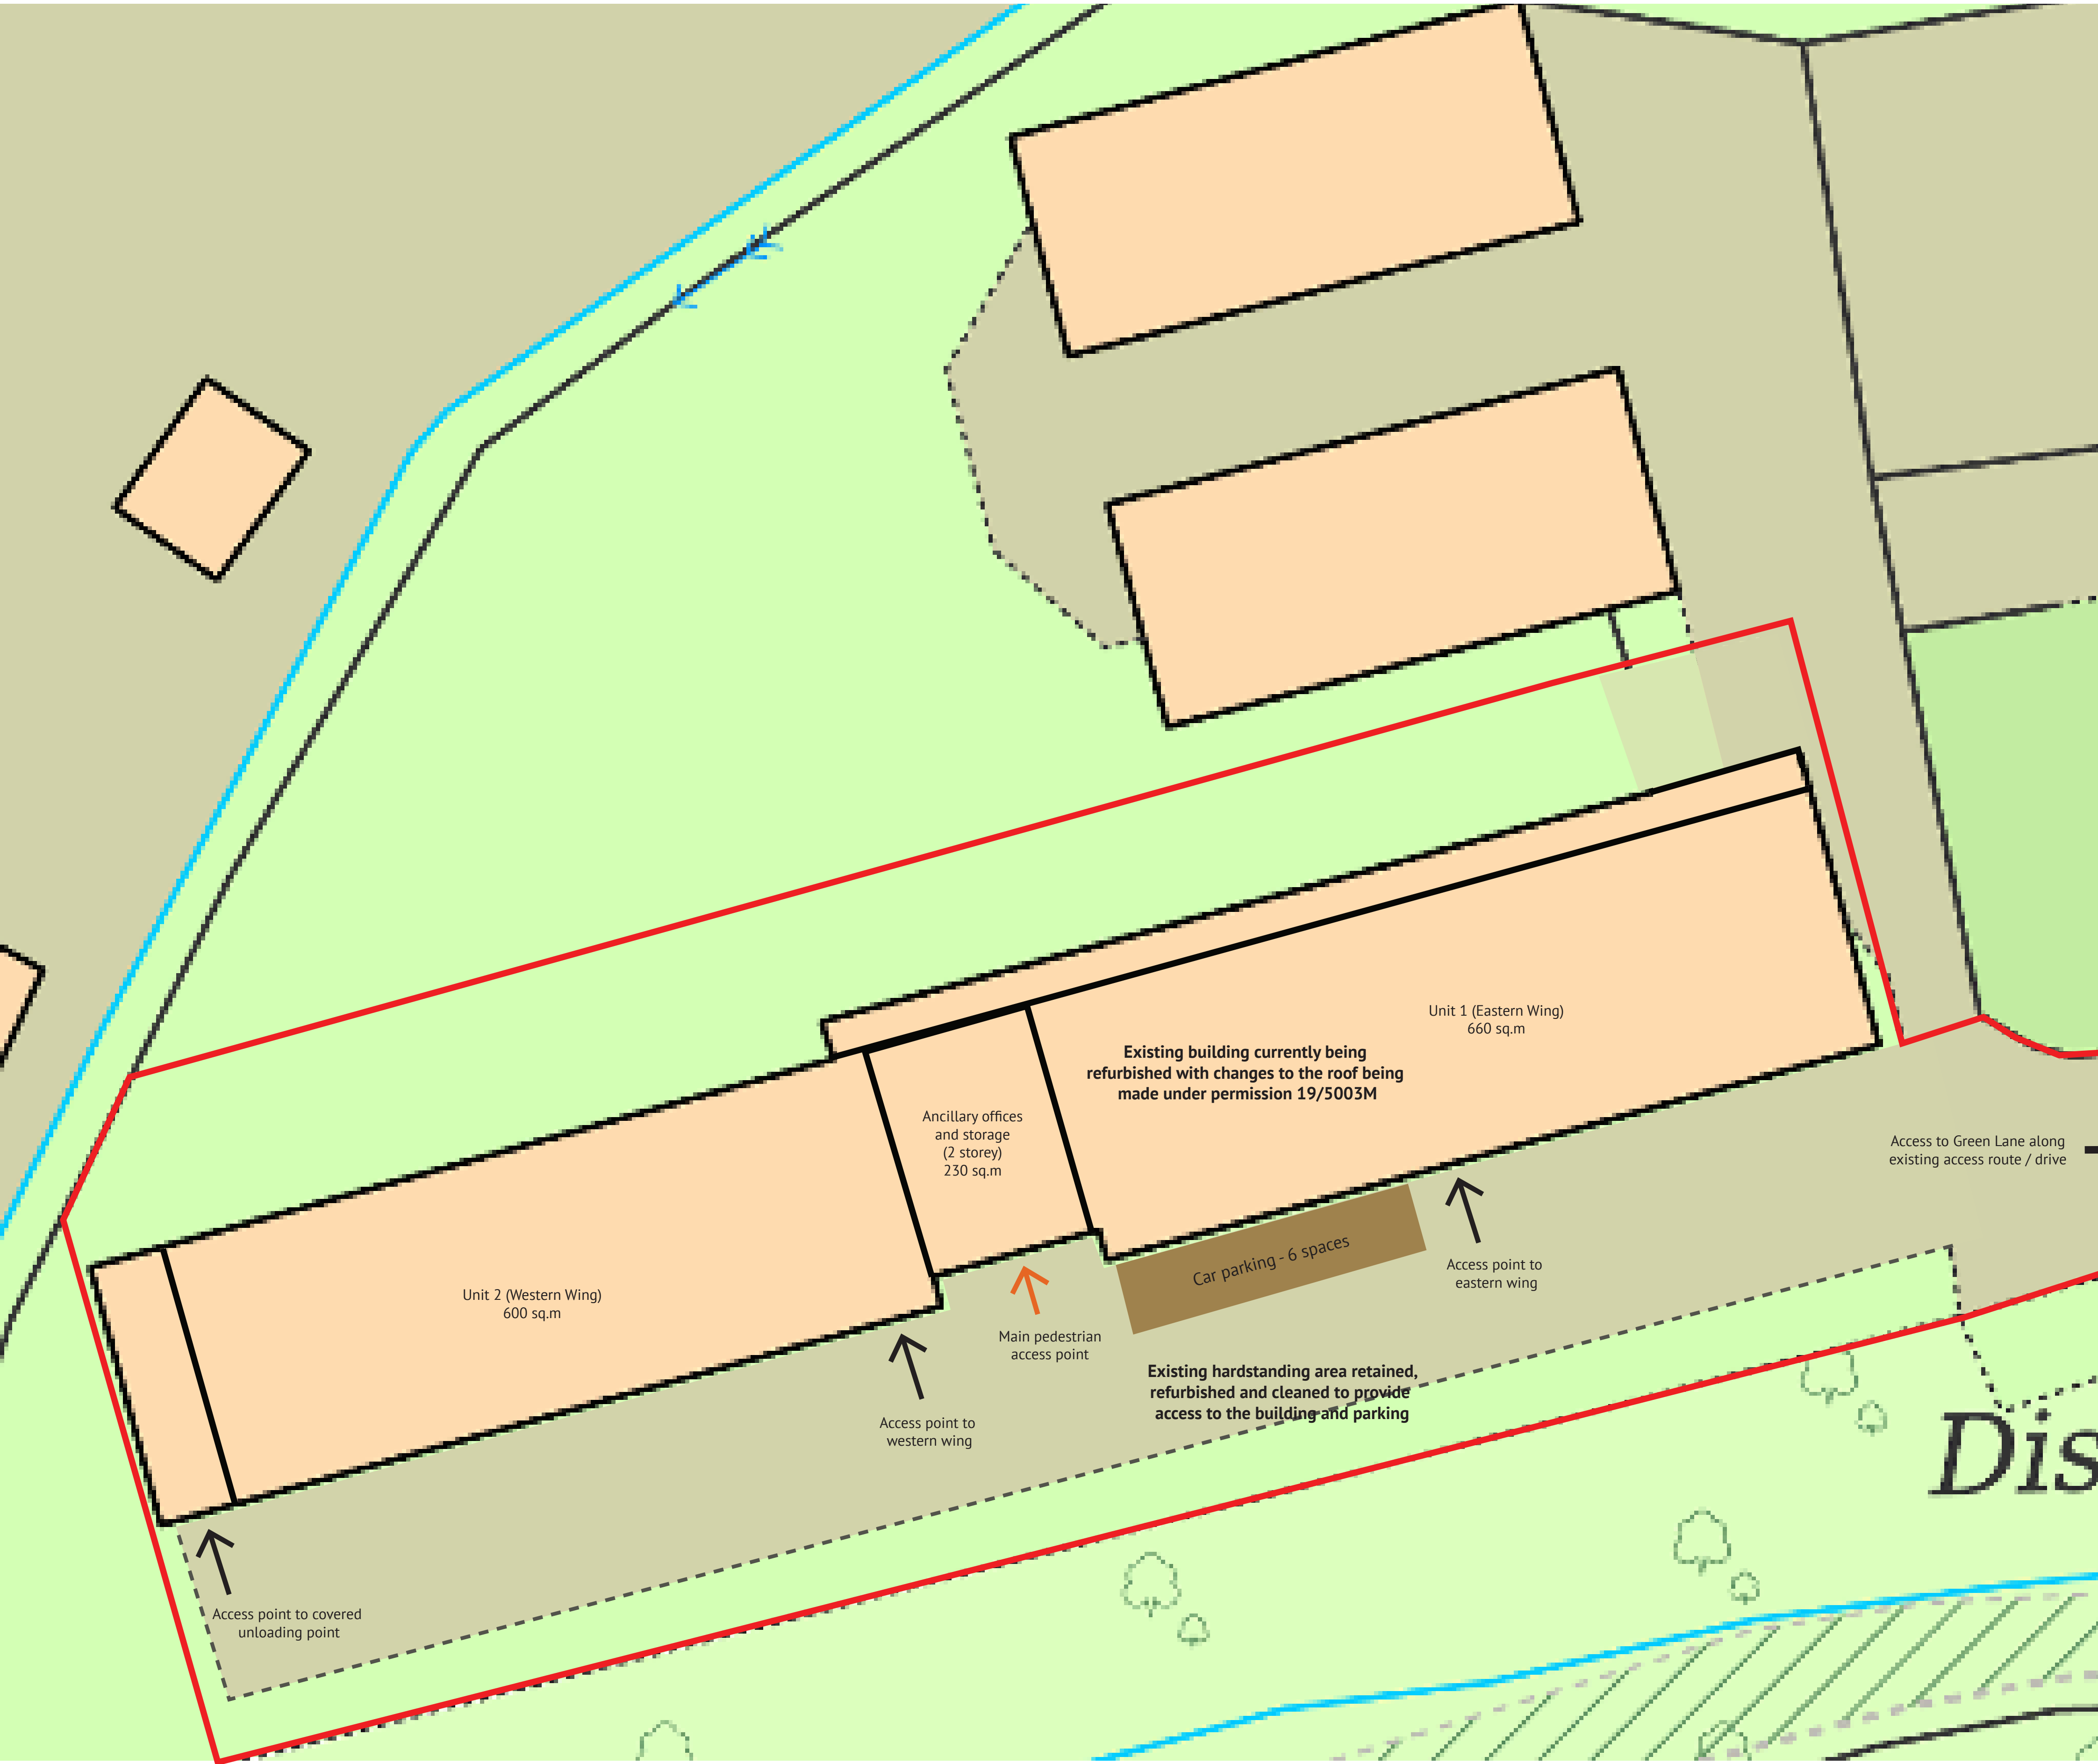 Unit 1 (Eastern Wing)
660 sq.m
Existing building currently being
refurbished with changes to the roof being
made under permission 19/5003M
Ancillary offices
and storage
(2 storey)
230 sq.m
Access to Green Lane along
existing access route / drive
Car parking - 6 spaces
Access point to
eastern wing
Unit 2 (Western Wing)
600 sq.m
Main pedestrian
access point
Existing hardstanding area retained,
refurbished and cleaned to provide
access to the building and parking
Access point to
western wing
Dis
Access point to covered
unloading point